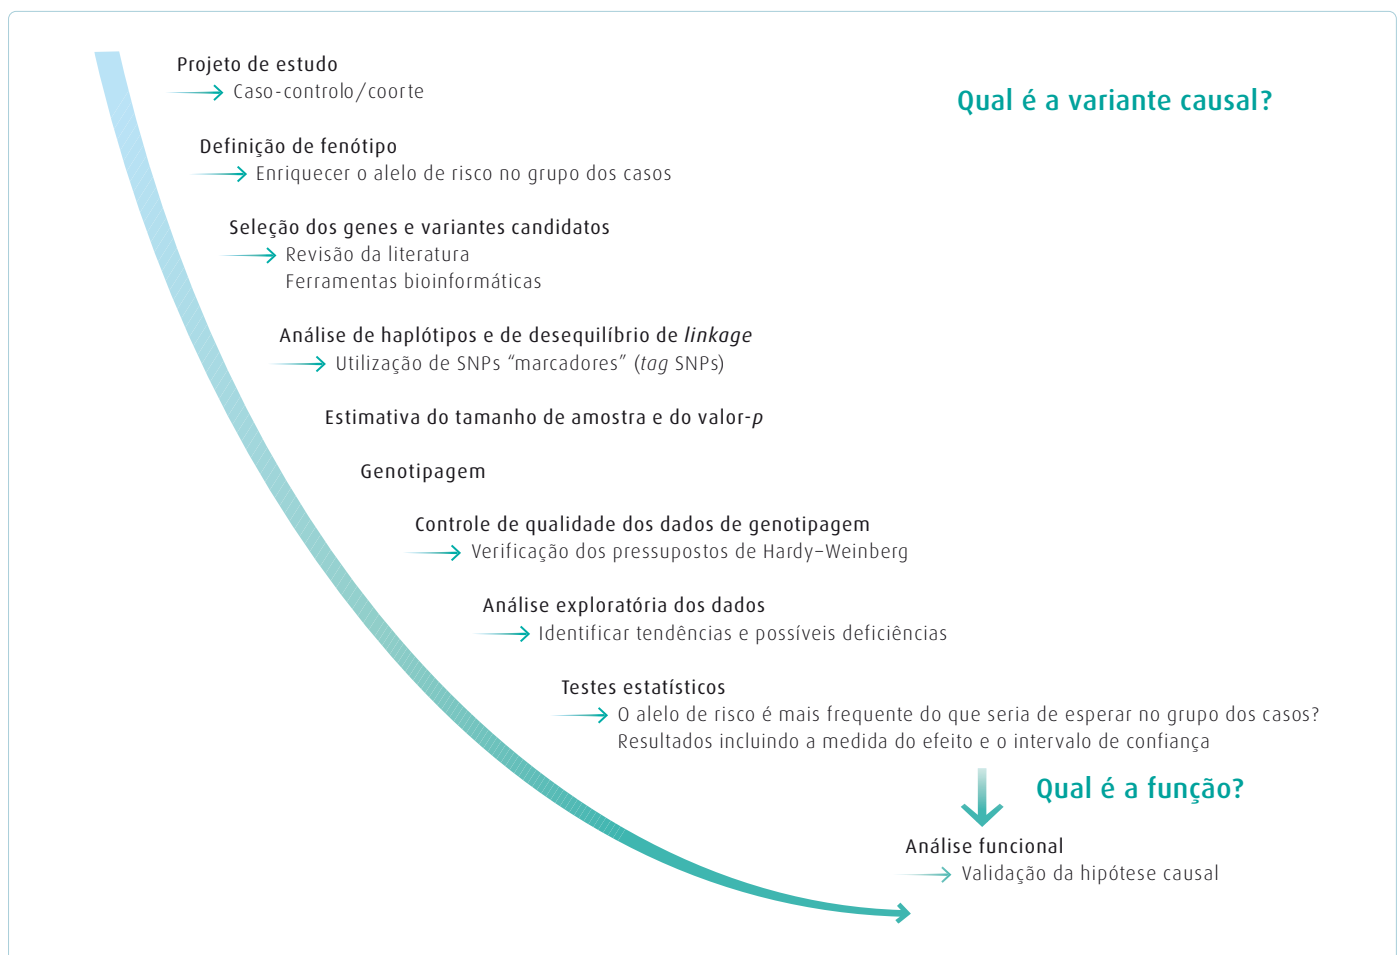 Projeto de estudo
Caso-controlo/coorte
Qual é a variante causal?
Definição de fenótipo
Enriquecer o alelo de risco no grupo dos casos
Seleção dos genes e variantes candidatos
Revisão da literatura
Ferramentas bioinformáticas
Análise de haplótipos e de desequilíbrio de linkage
Utilização de SNPs “marcadores” (tag SNPs)
Estimativa do tamanho de amostra e do valor-p
Genotipagem
Controle de qualidade dos dados de genotipagem
Verificação dos pressupostos de Hardy–Weinberg
Análise exploratória dos dados
Identificar tendências e possíveis deficiências
Testes estatísticos
O alelo de risco é mais frequente do que seria de esperar no grupo dos casos?
Resultados incluindo a medida do efeito e o intervalo de confiança
Qual é a função?
Análise funcional
Validação da hipótese causal